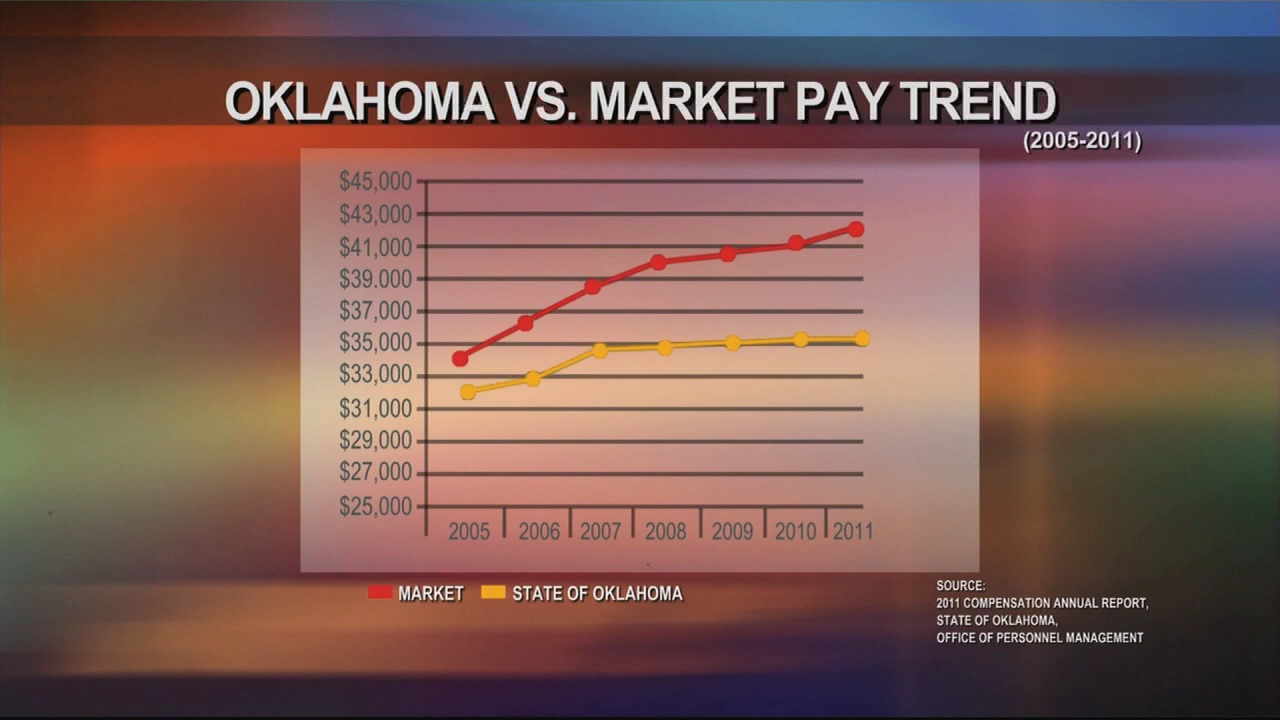 OKLAHOMA VS. MARKET PAY TREND
(2005-2011)
$45,000
$43,000
$41,000
$39,000
$37,000
$35,000
$33,000
$31,000
$29,000
$27,000
$25,000
2005 2006 2007 2008 2009 2010 2011
MARKET STATE OF OKLAHOMA
SOURCE:
2011 COMPENSATION ANNUAL REPORT,
STATE OF OKLAHOMA,
OFFICE OF PERSONNEL MANAGEMENT